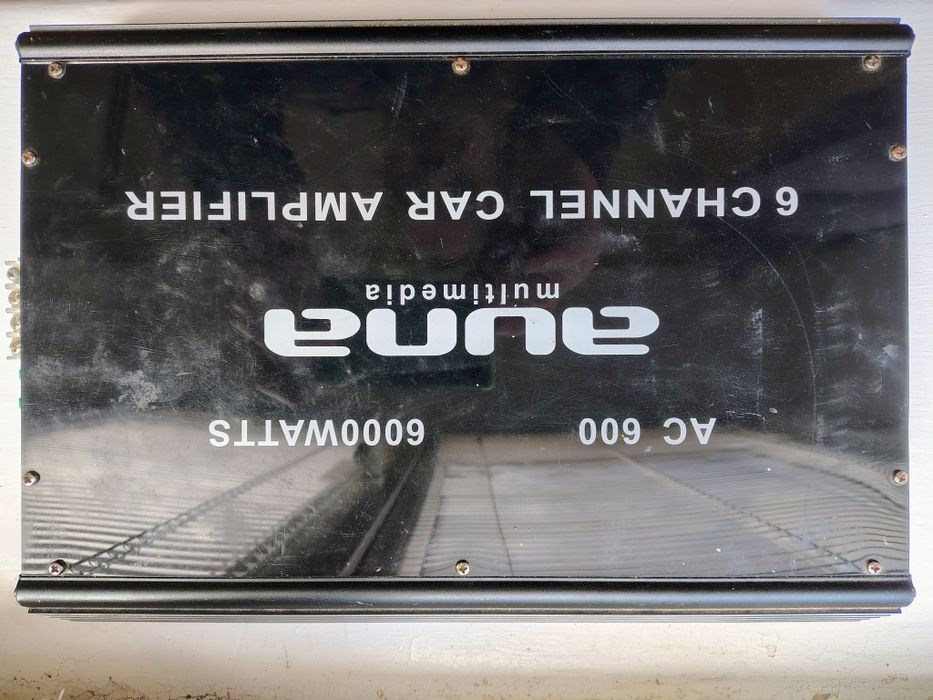 AC 600 6000WATTS
auna
multimedia
6 CHANNEL CAR AMPLIFIER